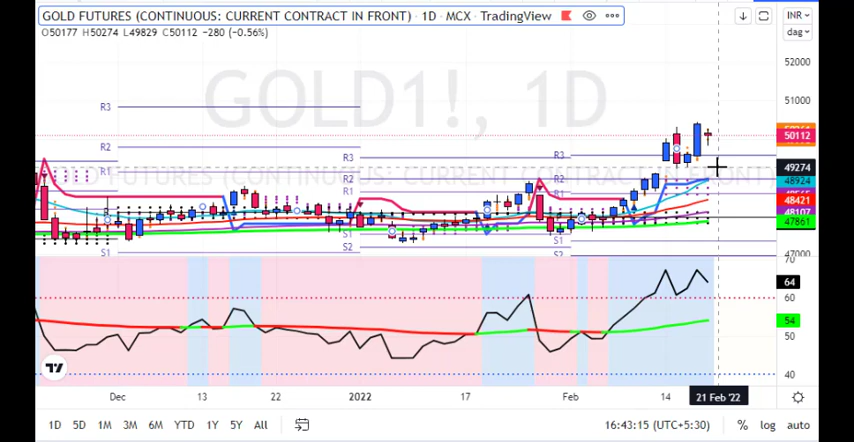 GOLD FUTURES (CONTINUOUS: CURRENT CONTRACT IN FRONT) · 1D · MCX · TradingView
INR
dag
O50177 H50274 L49829 C50112 −280 (−0.56%)
GOLD1!, 1D
52000
51000
50112
49274
48924
48421
48107
47861
47000
R3
R2
R1
S1
R3
R2
R1
S1
S2
R3
R2
R1
S1
S2
70
64
60
54
50
40
Dec
13
22
2022
17
Feb
14
21 Feb '22
1D 5D 1M 3M 6M YTD 1Y 5Y All
16:43:15 (UTC+5:30)
% log auto